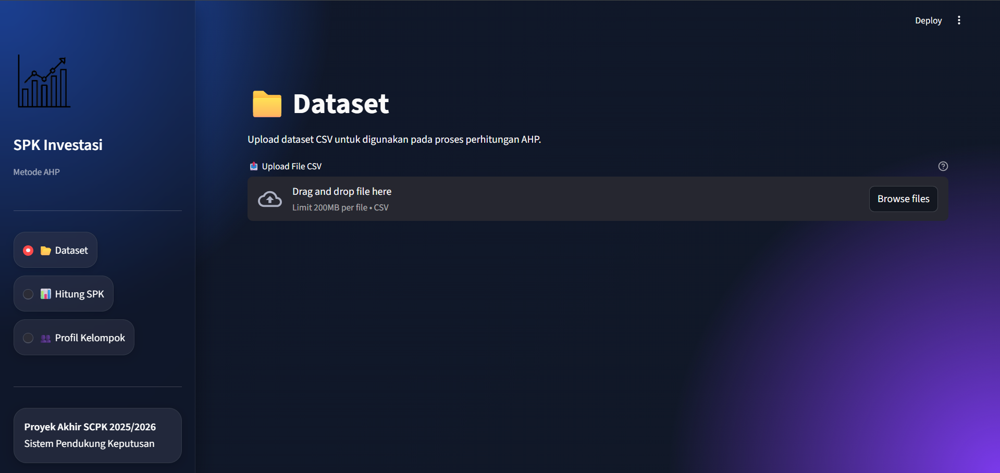 Deploy
SPK Investasi
Metode AHP
Dataset
Hitung SPK
Profil Kelompok
Proyek Akhir SCPK 2025/2026
Sistem Pendukung Keputusan
Dataset
Upload dataset CSV untuk digunakan pada proses perhitungan AHP.
Upload File CSV
Drag and drop file here
Limit 200MB per file • CSV
Browse files